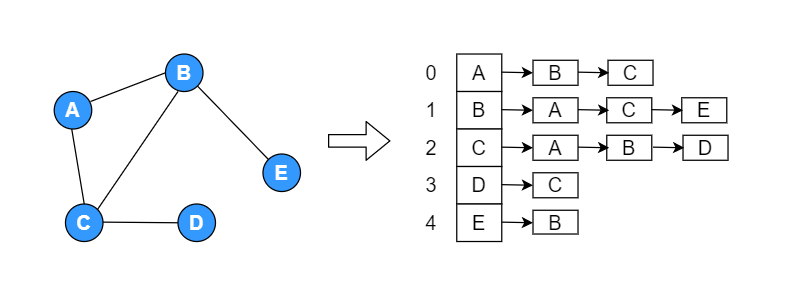 B
A
E
C D
0 A B C
1 B A C E
2 C A B D
3 D C
4 E B